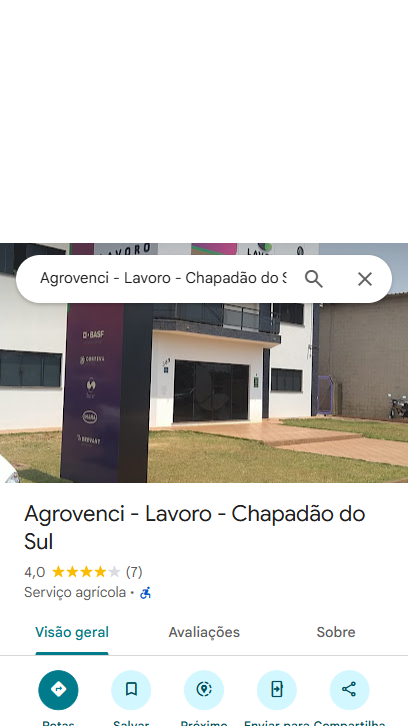 LAVORO
Agrovenci - Lavoro - Chapadão do S
BASF
Agrovenci - Lavoro - Chapadão do
Sul
4,0 (7)
Serviço agrícola
Visão geral
Avaliações
Sobre
Rotas
Salvar
Próximo
Enviar para
Compartilha